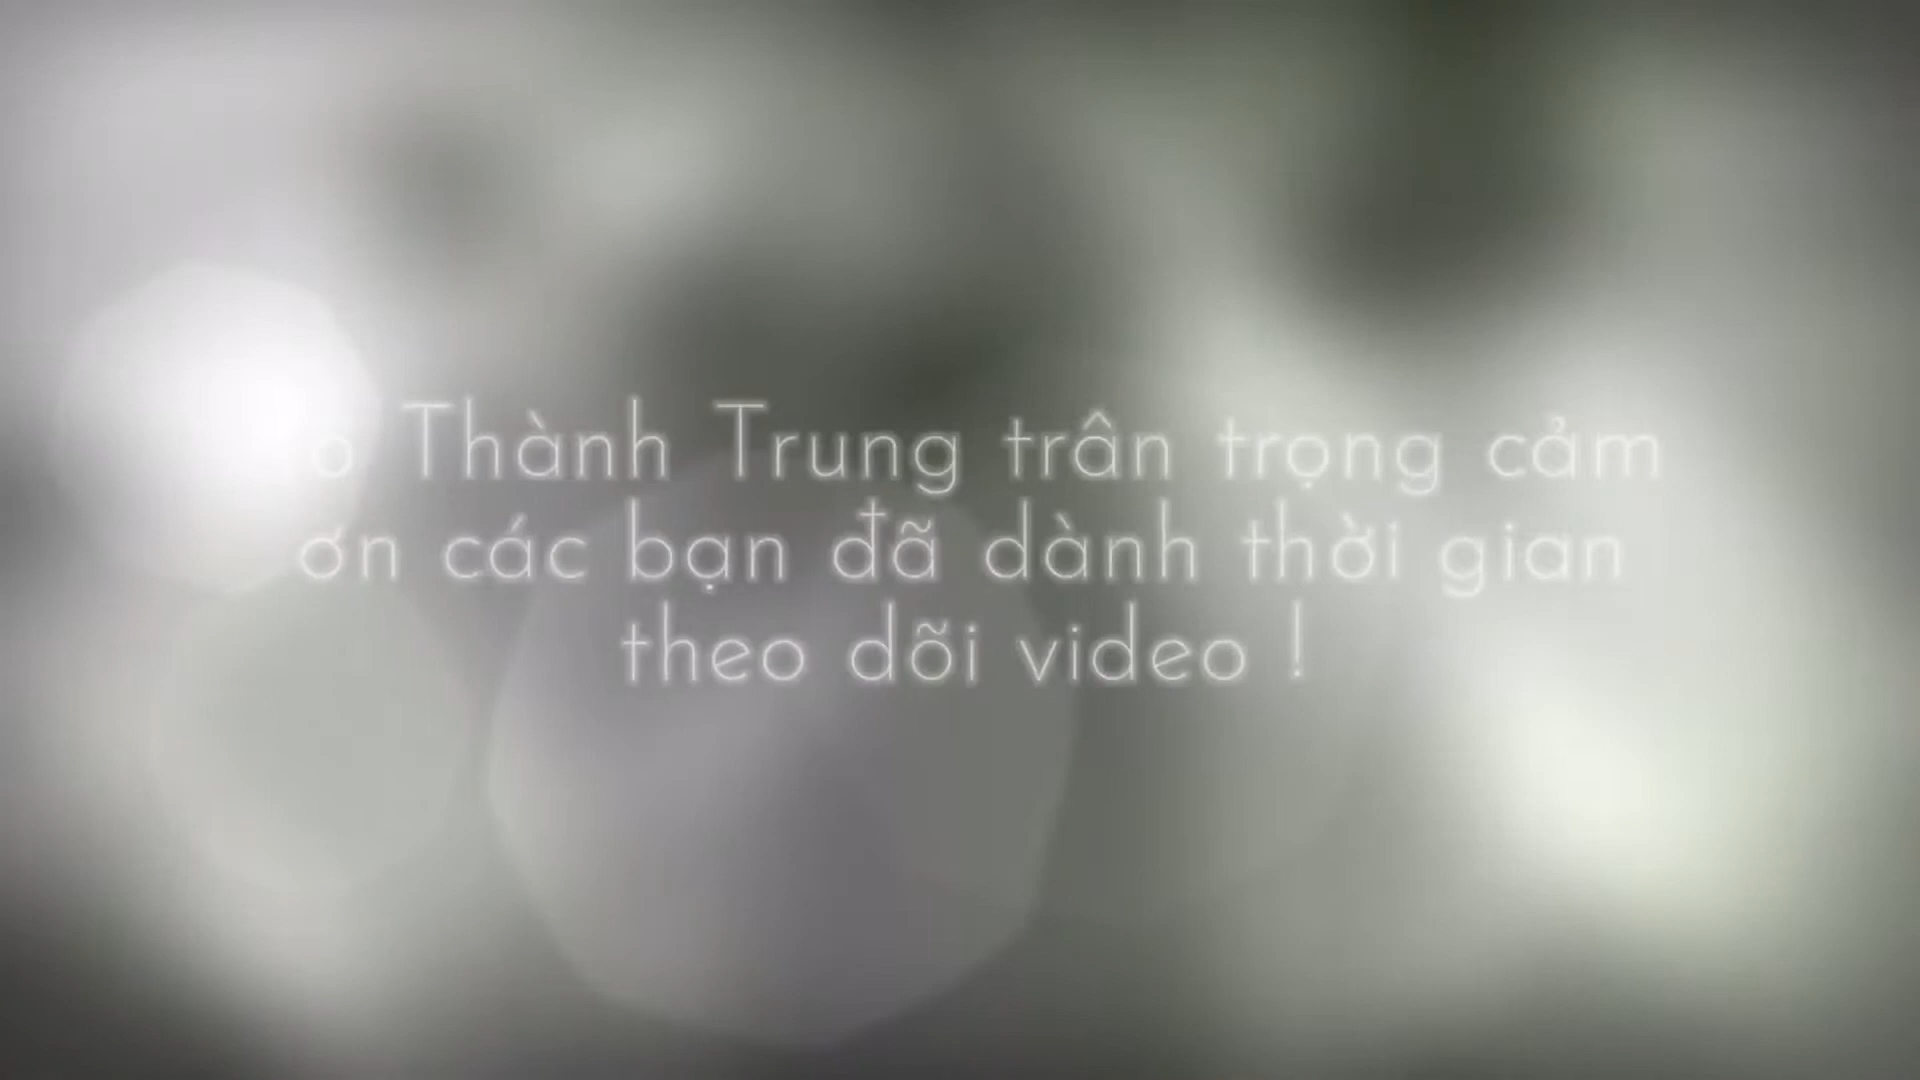 Thành Trung trân trọng cảm
ơn các bạn đã dành thời gian
theo dõi video !